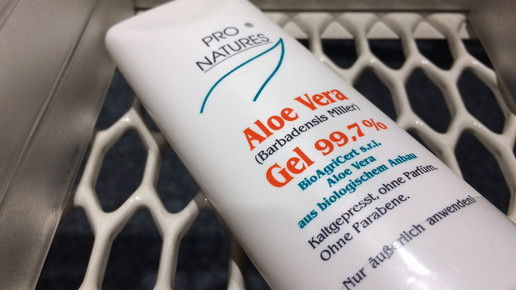 PRO ®
NATURES
Aloe Vera
(Barbadensis Miller)
Gel 99,7 %
BioAgriCert s.r.l.
Aloe Vera
aus biologischem Anbau
Kaltgepresst, ohne Parfüm,
Ohne Parabene.
Nur äußerlich anwenden!